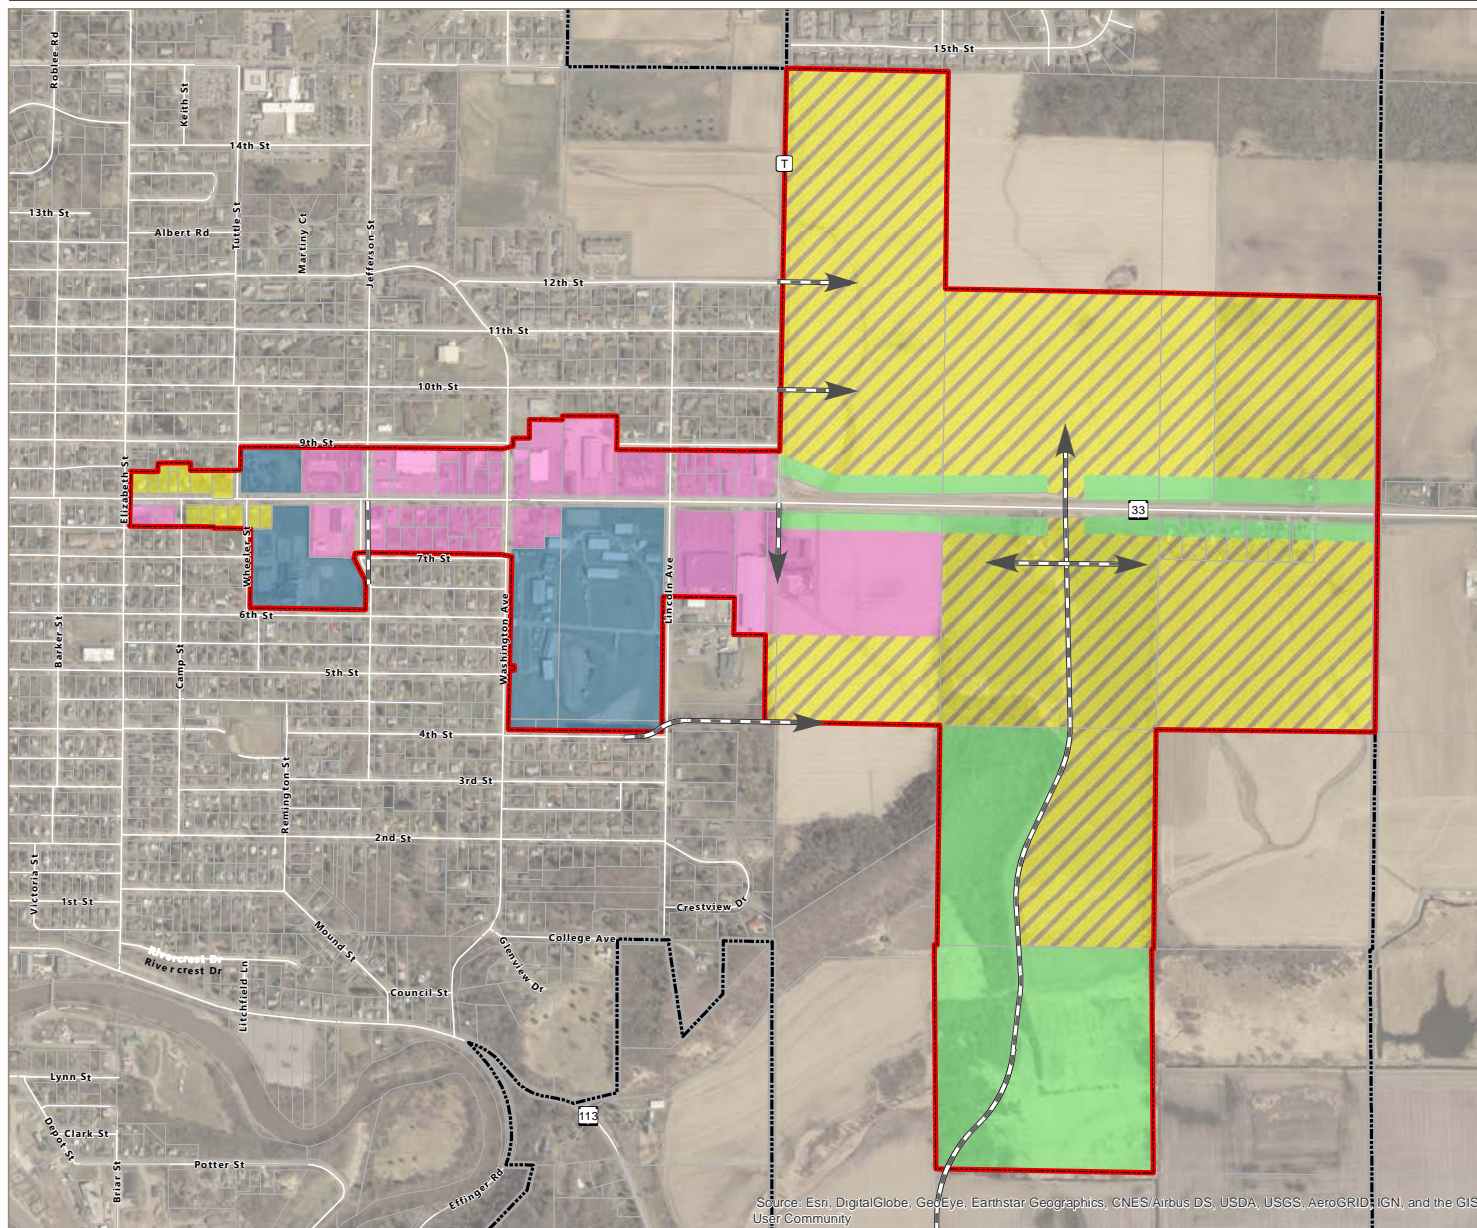 Roblee Rd
15th St
Keith St
14th St
T
13th St
Tuttle St
Albert Rd
Martiny Ct
Jefferson St
12th St
11th St
10th St
9th St
Elizabeth St
33
Wheeler St
7th St
Lincoln Ave
6th St
Washington Ave
Barker St
Camp St
5th St
4th St
3rd St
Remington St
2nd St
Victoria St
1st St
Crestview Dr
Mound St
College Ave
Rivercrest Dr
Rivercrest Dr
Glenview Dr
Litchfield Ln
Council St
Lynn St
113
Depot St
Clark St
Potter St
Briar St
Effinger Rd
Source: Esri, DigitalGlobe, GeoEye, Earthstar Geographics, CNES/Airbus DS, USDA, USGS, AeroGRID, IGN, and the GIS
User Community